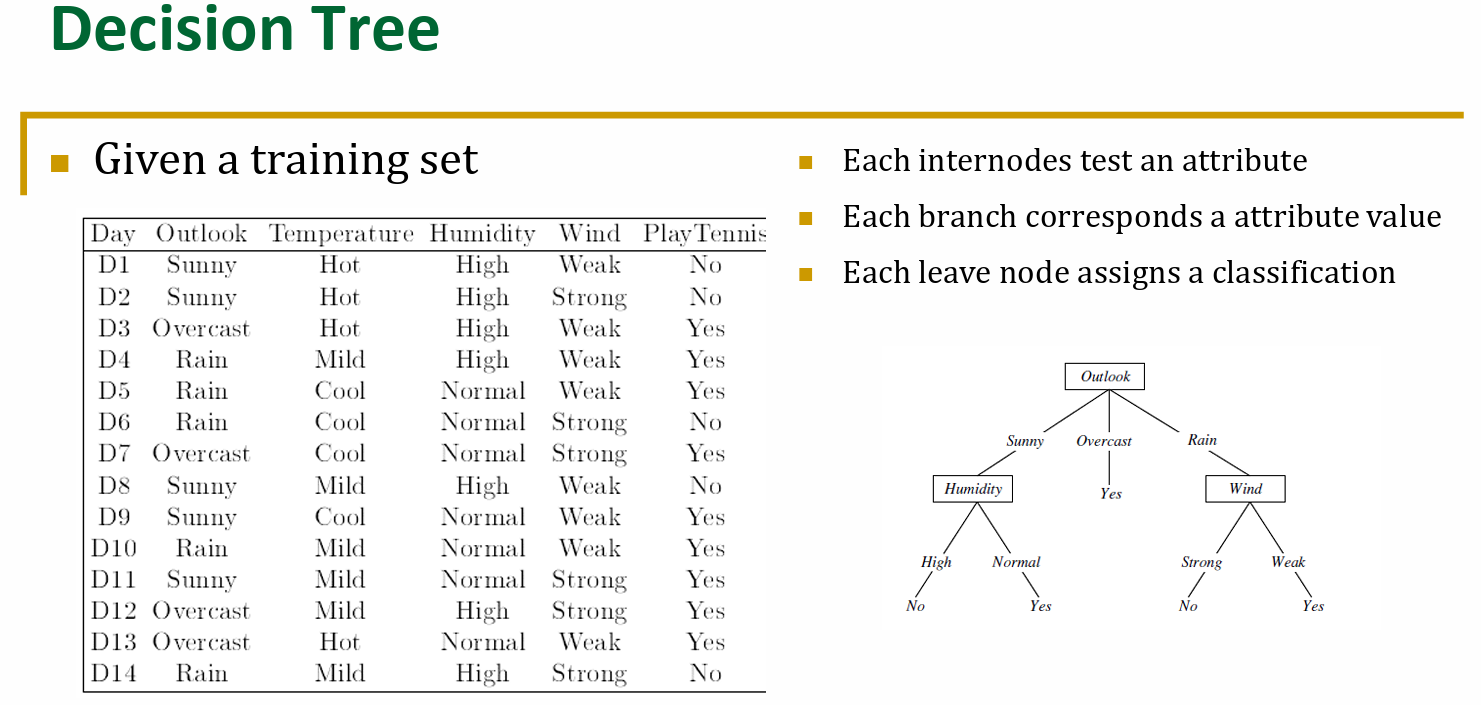 Decision Tree
Given a training set
Day Outlook Temperature Humidity Wind PlayTennis
D1 Sunny Hot High Weak No
D2 Sunny Hot High Strong No
D3 Overcast Hot High Weak Yes
D4 Rain Mild High Weak Yes
D5 Rain Cool Normal Weak Yes
D6 Rain Cool Normal Strong No
D7 Overcast Cool Normal Strong Yes
D8 Sunny Mild High Weak No
D9 Sunny Cool Normal Weak Yes
D10 Rain Mild Normal Weak Yes
D11 Sunny Mild Normal Strong Yes
D12 Overcast Mild High Strong Yes
D13 Overcast Hot Normal Weak Yes
D14 Rain Mild High Strong No
Each internodes test an attribute
Each branch corresponds a attribute value
Each leave node assigns a classification
Outlook
Sunny Overcast Rain
Humidity Yes Wind
High Normal Strong Weak
No Yes No Yes